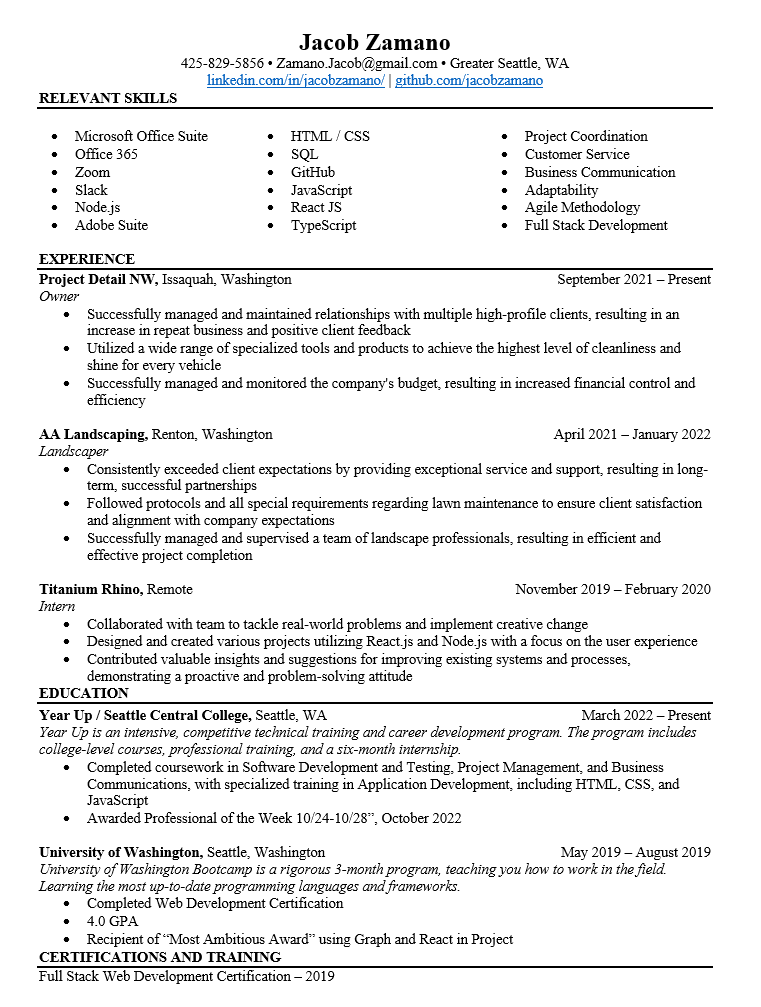 Jacob Zamano
425-829-5856 • Zamano.Jacob@gmail.com • Greater Seattle, WA
linkedin.com/in/jacobzamano/ | github.com/jacobzamano
RELEVANT SKILLS
• Microsoft Office Suite
• Office 365
• Zoom
• Slack
• Node.js
• Adobe Suite
• HTML / CSS
• SQL
• GitHub
• JavaScript
• React JS
• TypeScript
• Project Coordination
• Customer Service
• Business Communication
• Adaptability
• Agile Methodology
• Full Stack Development
EXPERIENCE
Project Detail NW, Issaquah, Washington September 2021 – Present
Owner
• Successfully managed and maintained relationships with multiple high-profile clients, resulting in an
increase in repeat business and positive client feedback
• Utilized a wide range of specialized tools and products to achieve the highest level of cleanliness and
shine for every vehicle
• Successfully managed and monitored the company's budget, resulting in increased financial control and
efficiency
AA Landscaping, Renton, Washington April 2021 – January 2022
Landscaper
• Consistently exceeded client expectations by providing exceptional service and support, resulting in long-
term, successful partnerships
• Followed protocols and all special requirements regarding lawn maintenance to ensure client satisfaction
and alignment with company expectations
• Successfully managed and supervised a team of landscape professionals, resulting in efficient and
effective project completion
Titanium Rhino, Remote November 2019 – February 2020
Intern
• Collaborated with team to tackle real-world problems and implement creative change
• Designed and created various projects utilizing React.js and Node.js with a focus on the user experience
• Contributed valuable insights and suggestions for improving existing systems and processes,
demonstrating a proactive and problem-solving attitude
EDUCATION
Year Up / Seattle Central College, Seattle, WA March 2022 – Present
Year Up is an intensive, competitive technical training and career development program. The program includes
college-level courses, professional training, and a six-month internship.
• Completed coursework in Software Development and Testing, Project Management, and Business
Communications, with specialized training in Application Development, including HTML, CSS, and
JavaScript
• Awarded Professional of the Week 10/24-10/28”, October 2022
University of Washington, Seattle, Washington May 2019 – August 2019
University of Washington Bootcamp is a rigorous 3-month program, teaching you how to work in the field.
Learning the most up-to-date programming languages and frameworks.
• Completed Web Development Certification
• 4.0 GPA
• Recipient of “Most Ambitious Award” using Graph and React in Project
CERTIFICATIONS AND TRAINING
Full Stack Web Development Certification – 2019